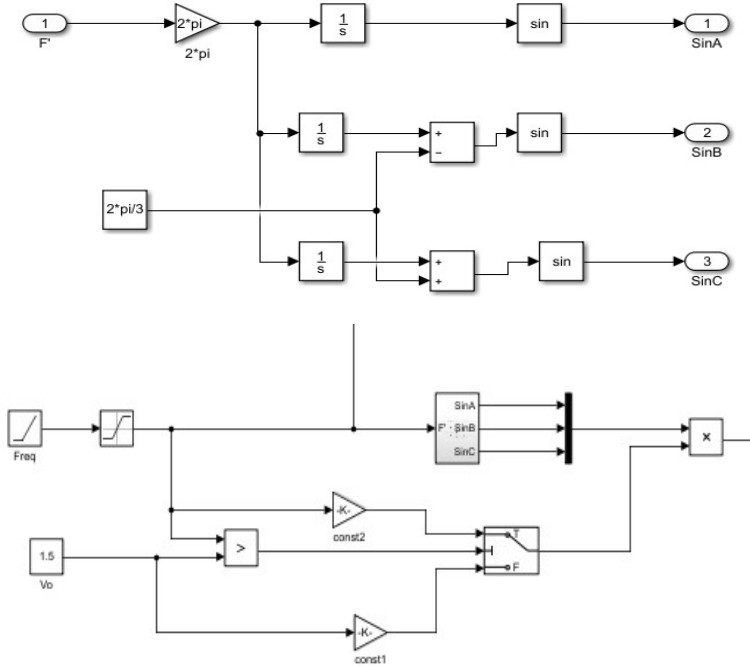 1
F'
2*pi
2*pi
1
s
sin
1
SinA
1
s
+
−
sin
2
SinB
2*pi/3
1
s
+
+
sin
3
SinC
Freq
SinA
F' SinB
SinC
×
-K-
const2
T
F
>
1.5
Vo
-K-
const1